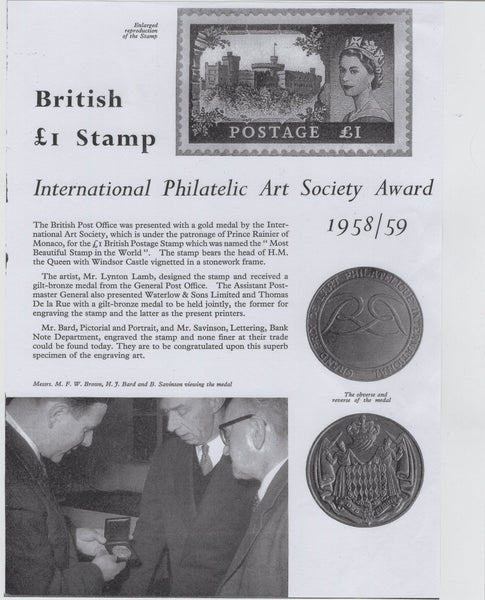 Enlarged
reproduction
of the Stamp
British
£1 Stamp
POSTAGE £1
International Philatelic Art Society Award
1958/59
The British Post Office was presented with a gold medal by the Inter-
national Art Society, which is under the patronage of Prince Rainier of
Monaco, for the £1 British Postage Stamp which was named the " Most
Beautiful Stamp in the World ". The stamp bears the head of H.M.
the Queen with Windsor Castle vignetted in a stonework frame.
The artist, Mr. Lynton Lamb, designed the stamp and received a
gilt-bronze medal from the General Post Office. The Assistant Post-
master General also presented Waterlow & Sons Limited and Thomas
De la Rue with a gilt-bronze medal to be held jointly, the former for
engraving the stamp and the latter as the present printers.
Mr. Bard, Pictorial and Portrait, and Mr. Savinson, Lettering, Bank
Note Department, engraved the stamp and none finer at their trade
could be found today. They are to be congratulated upon this superb
specimen of the engraving art.
GRAND PRIX ART PHILATELIQUE INTERNATIONAL
Messrs. M. F. W. Brown, H. J. Bard and B. Savinson viewing the medal
The obverse and
reverse of the medal